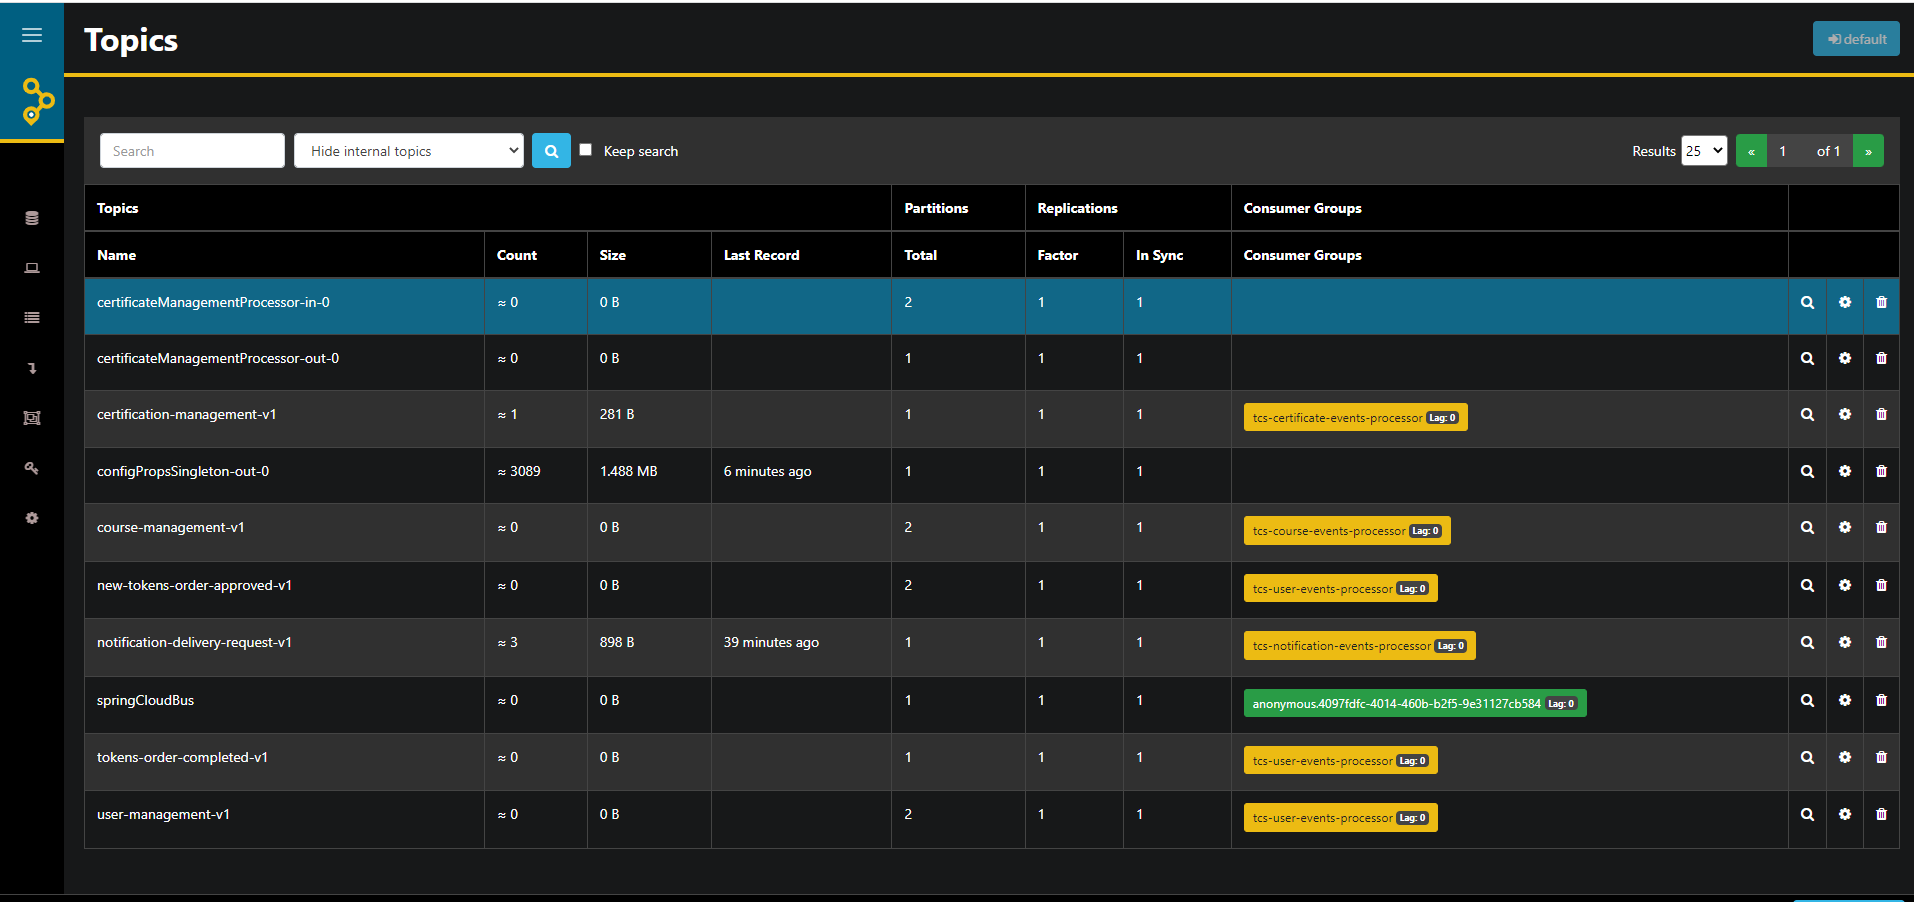 Topics
default
Search Hide internal topics Keep search Results 25 « 1 of 1 »
Topics Partitions Replications Consumer Groups
Name Count Size Last Record Total Factor In Sync Consumer Groups
certificateManagementProcessor-in-0 ≈ 0 0 B 2 1 1
certificateManagementProcessor-out-0 ≈ 0 0 B 1 1 1
certification-management-v1 ≈ 1 281 B 1 1 1 tcs-certificate-events-processor Lag: 0
configPropsSingleton-out-0 ≈ 3089 1.488 MB 6 minutes ago 1 1 1
course-management-v1 ≈ 0 0 B 2 1 1 tcs-course-events-processor Lag: 0
new-tokens-order-approved-v1 ≈ 0 0 B 2 1 1 tcs-user-events-processor Lag: 0
notification-delivery-request-v1 ≈ 3 898 B 39 minutes ago 1 1 1 tcs-notification-events-processor Lag: 0
springCloudBus ≈ 0 0 B 1 1 1 anonymous.4097fdfc-4014-460b-b2f5-9e31127cb584 Lag: 0
tokens-order-completed-v1 ≈ 0 0 B 1 1 1 tcs-user-events-processor Lag: 0
user-management-v1 ≈ 0 0 B 2 1 1 tcs-user-events-processor Lag: 0